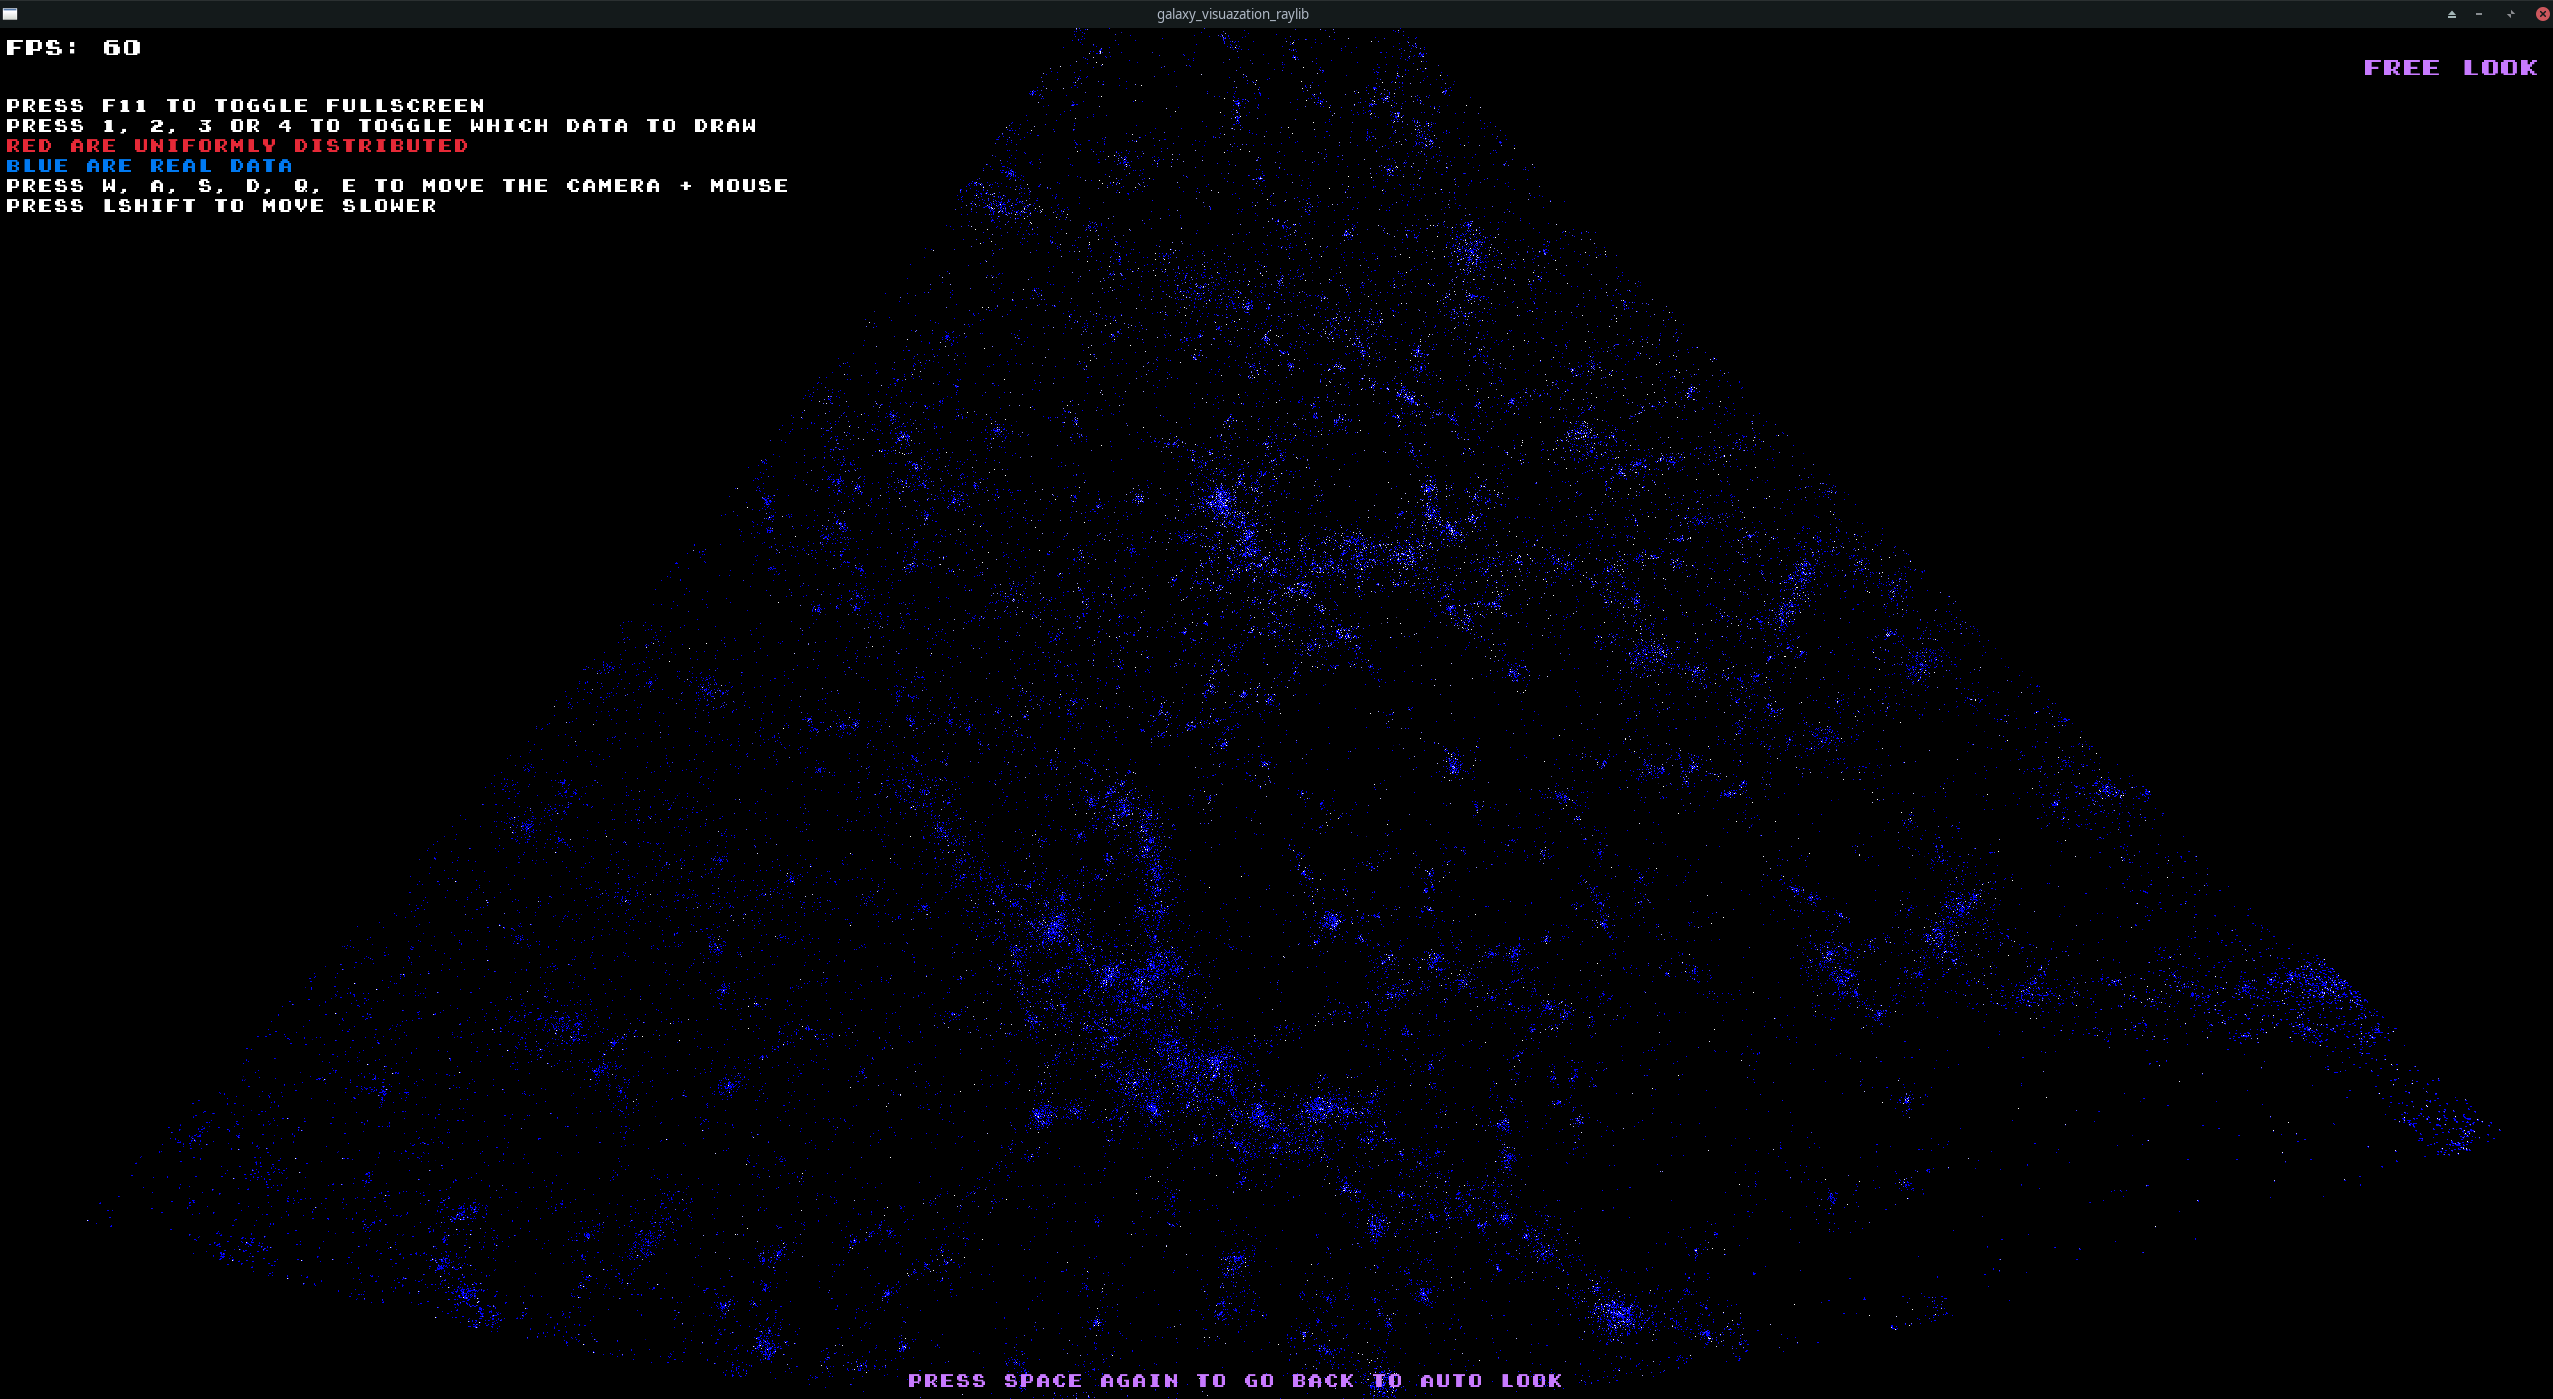 galaxy_visuazation_raylib
FPS: 60
FREE LOOK
PRESS F11 TO TOGGLE FULLSCREEN
PRESS 1, 2, 3 OR 4 TO TOGGLE WHICH DATA TO DRAW
RED ARE UNIFORMLY DISTRIBUTED
BLUE ARE REAL DATA
PRESS W, A, S, D, Q, E TO MOVE THE CAMERA + MOUSE
PRESS LSHIFT TO MOVE SLOWER
PRESS SPACE AGAIN TO GO BACK TO AUTO LOOK